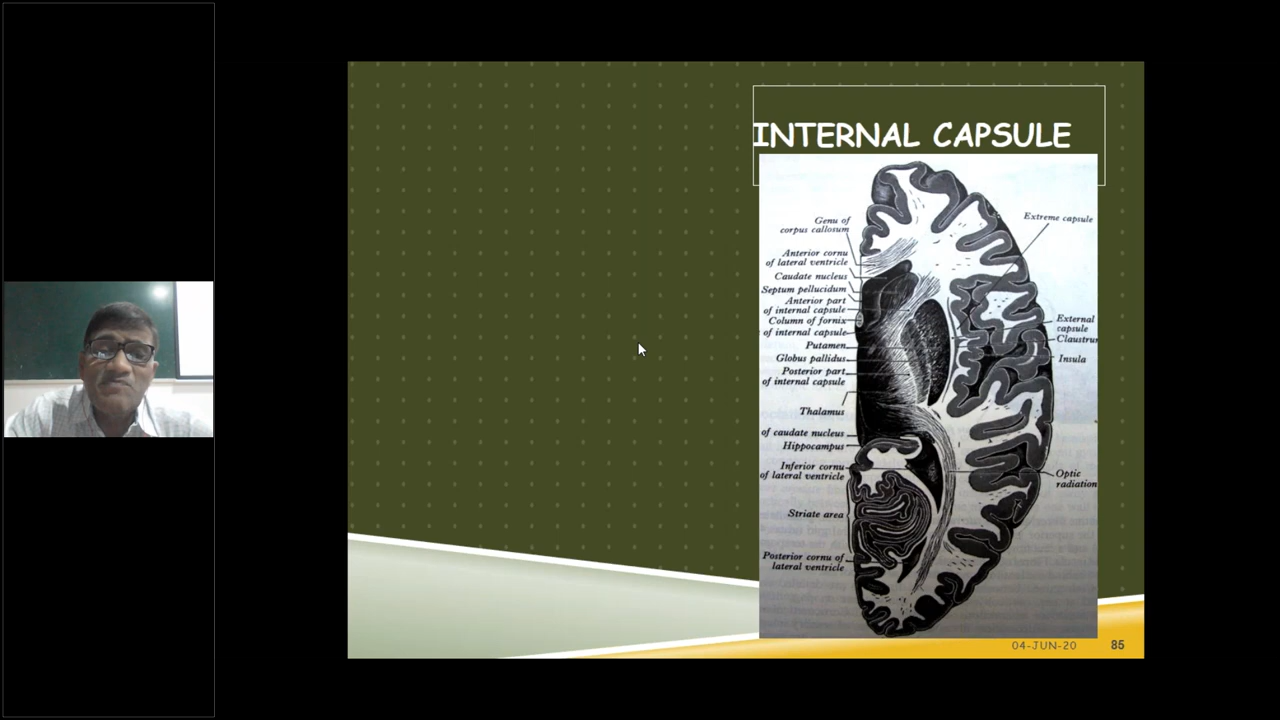 INTERNAL CAPSULE
Genu of
corpus callosum
Anterior cornu
of lateral ventricle
Caudate nucleus
Septum pellucidum
Anterior part
of internal capsule
Column of fornix
of internal capsule
Putamen
Globus pallidus
Posterior part
of internal capsule
Thalamus
of caudate nucleus
Hippocampus
Inferior cornu
of lateral ventricle
Striate area
Posterior cornu of
lateral ventricle
Extreme capsule
External
capsule
Claustru
Insula
Optic
radiation
04-JUN-20
85